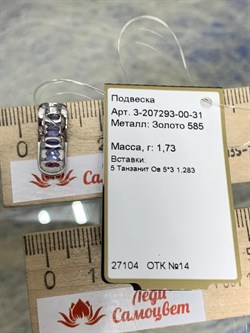 Подвеска
Арт. 3-207293-00-31
Металл: Золото 585
Масса, г: 1,73
Вставки:
5 Танзанит Ов 5*3 1.283
27104 ОТК №14
Самоцвет
Леди
Самоцвет